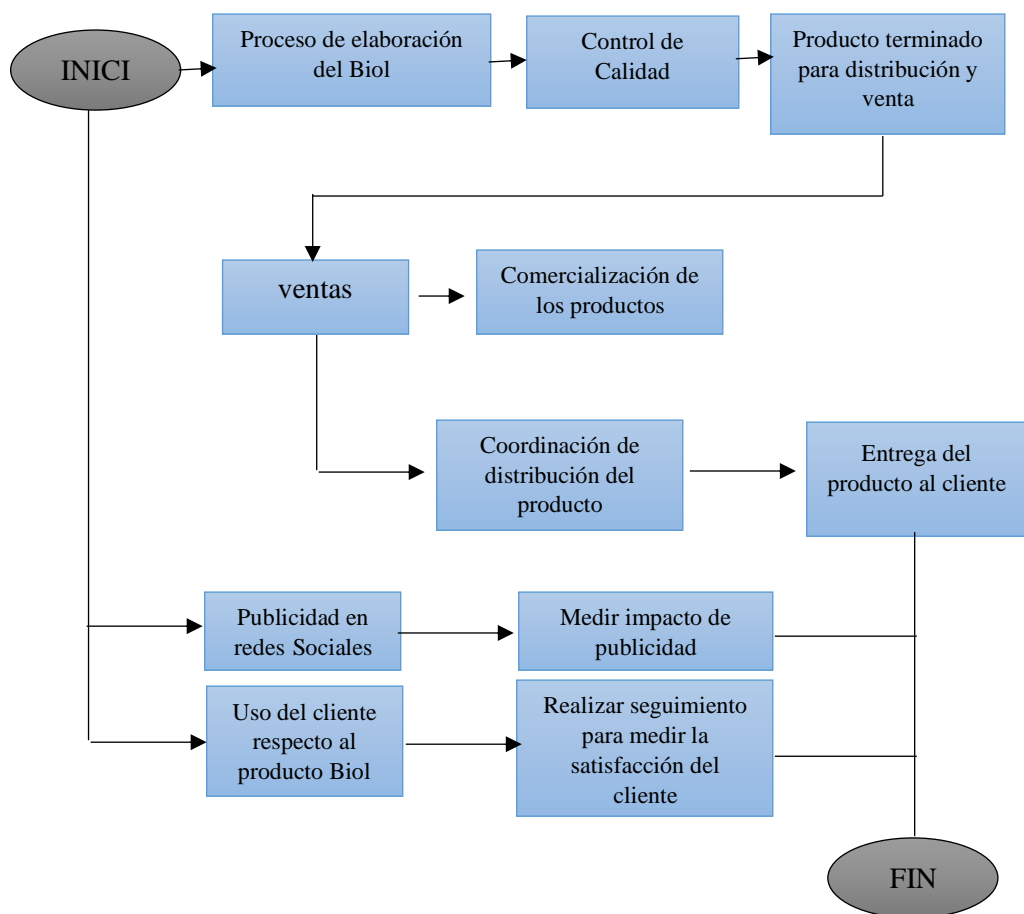 INICI
Proceso de elaboración
del Biol
Control de
Calidad
Producto terminado
para distribución y
venta
ventas
Comercialización de
los productos
Coordinación de
distribución del
producto
Entrega del
producto al cliente
Publicidad en
redes Sociales
Medir impacto de
publicidad
Uso del cliente
respecto al
producto Biol
Realizar seguimiento
para medir la
satisfacción del
cliente
FIN